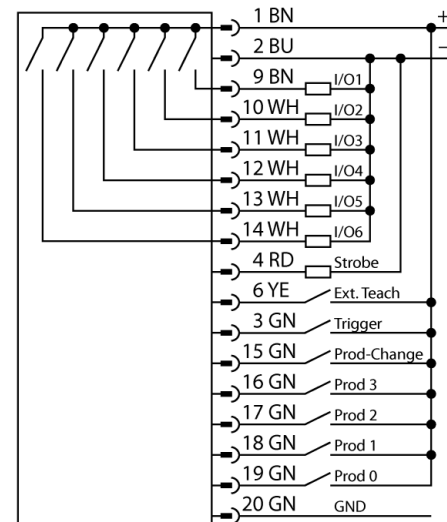 1 BN +
2 BU −
9 BN I/O1
10 WH I/O2
11 WH I/O3
12 WH I/O4
13 WH I/O5
14 WH I/O6
4 RD Strobe
6 YE Ext. Teach
3 GN Trigger
15 GN Prod-Change
16 GN Prod 3
17 GN Prod 2
18 GN Prod 1
19 GN Prod 0
20 GN GND